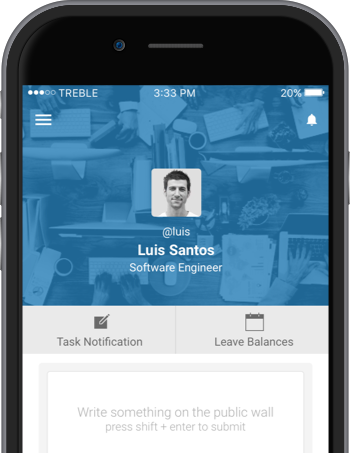 TREBLE 3:33 PM 20%
@luis
Luis Santos
Software Engineer
Task Notification Leave Balances
Write something on the public wall
press shift + enter to submit